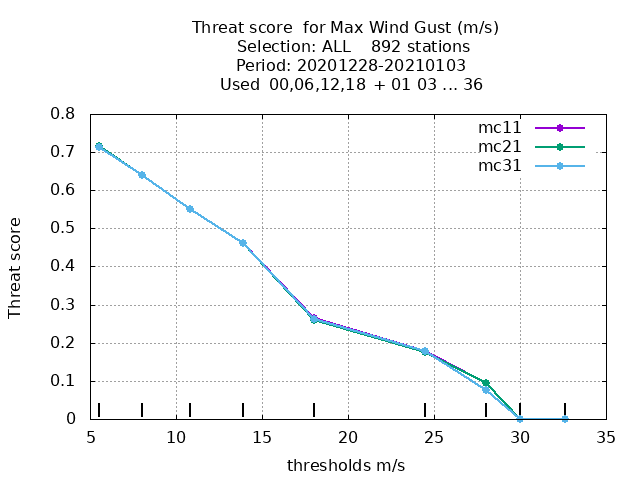 Threat score  for Max Wind Gust (m/s)
Selection: ALL    892 stations
Period: 20201228-20210103
Used 00,06,12,18 + 01 03 ... 36
mc11
mc21
mc31
Threat score
0.8
0.7
0.6
0.5
0.4
0.3
0.2
0.1
0
5 10 15 20 25 30 35
thresholds m/s